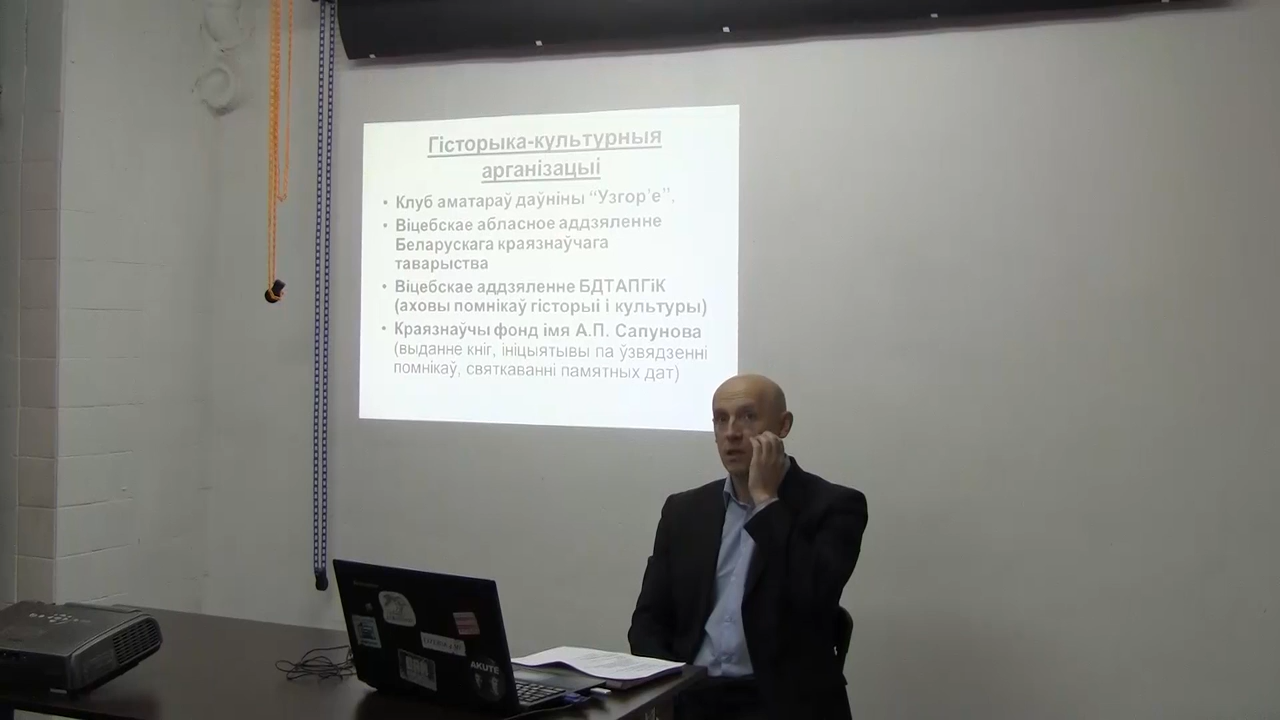 Гісторыка-культурныя
арганізацыі
• Клуб аматараў даўніны “Узгор’е”.
• Віцебскае абласное аддзяленне
Беларускага краязнаўчага
таварыства
• Віцебскае аддзяленне БДТАПГіК
(аховы помнікаў гісторыі і культуры)
• Краязнаўчы фонд імя А.П. Сапунова
(выданне кніг, ініцыятывы па ўзвядзенні
помнікаў, святкаванні памятных дат)
AKUTE